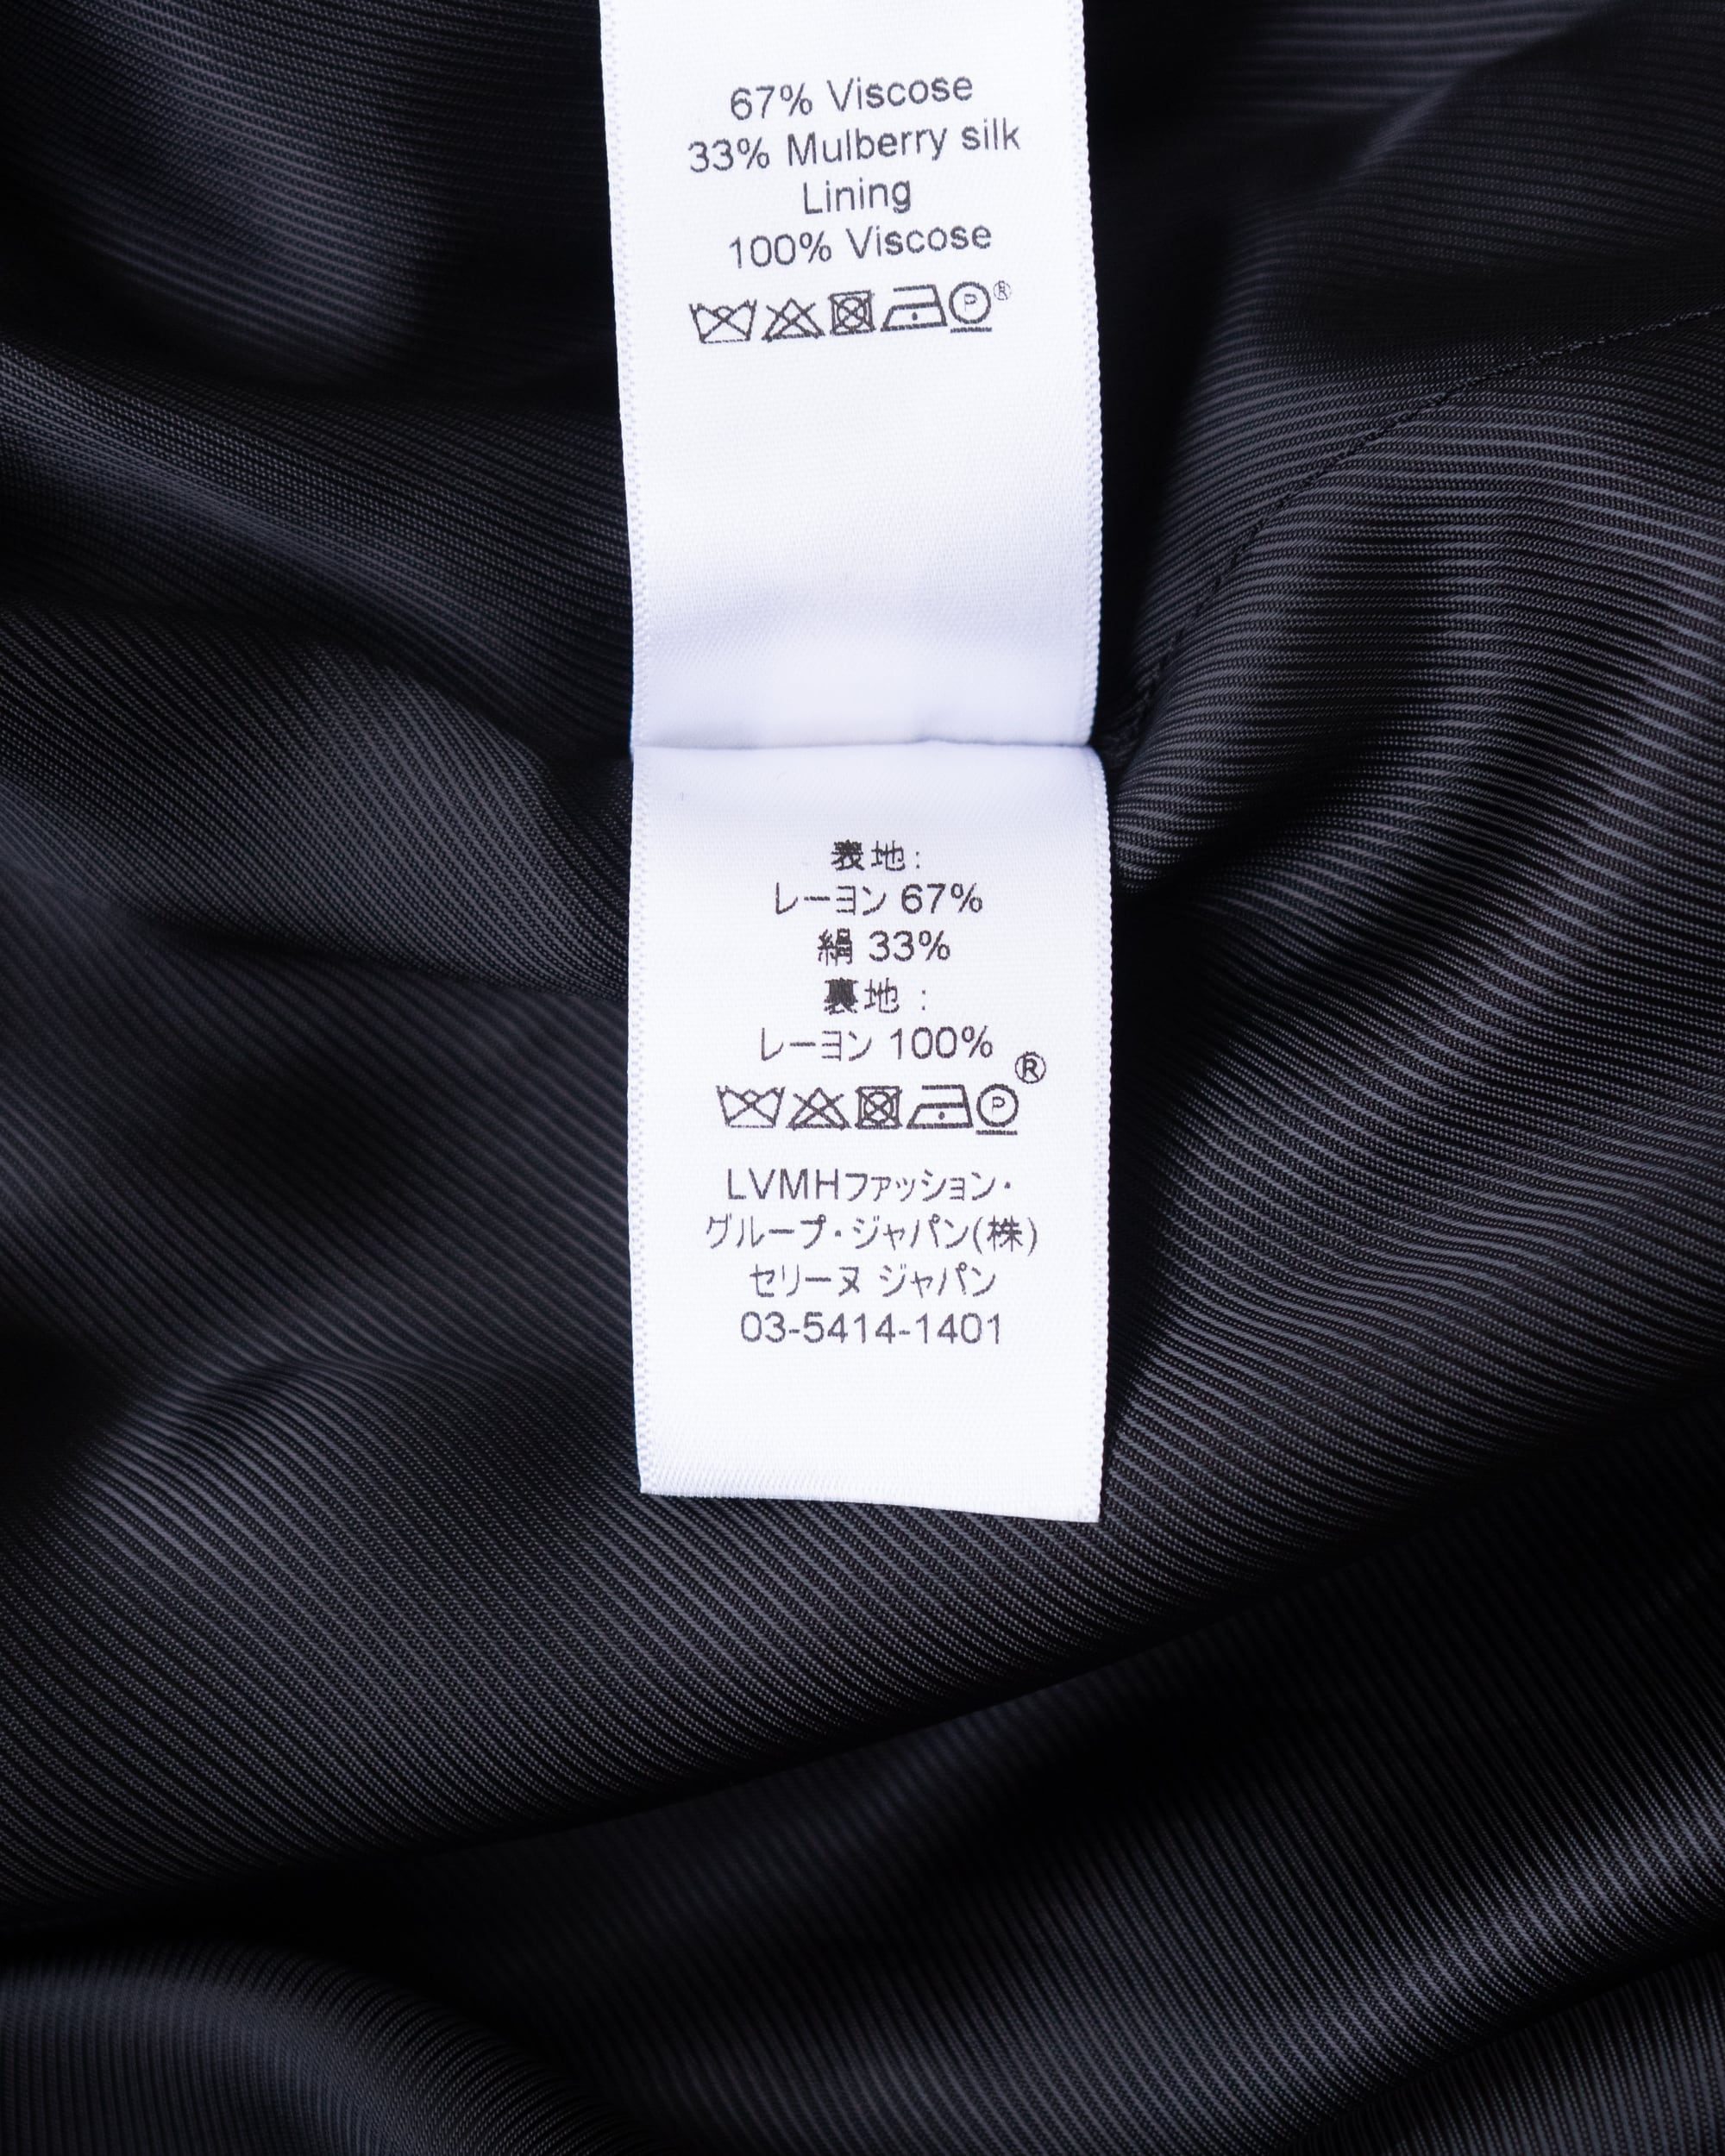 67% Viscose
33% Mulberry silk
Lining
100% Viscose
P®
表地:
レーヨン 67%
絹 33%
裏地 :
レーヨン 100%
P®
LVMHファッション・
グループ・ジャパン(株)
セリーヌ ジャパン
03-5414-1401